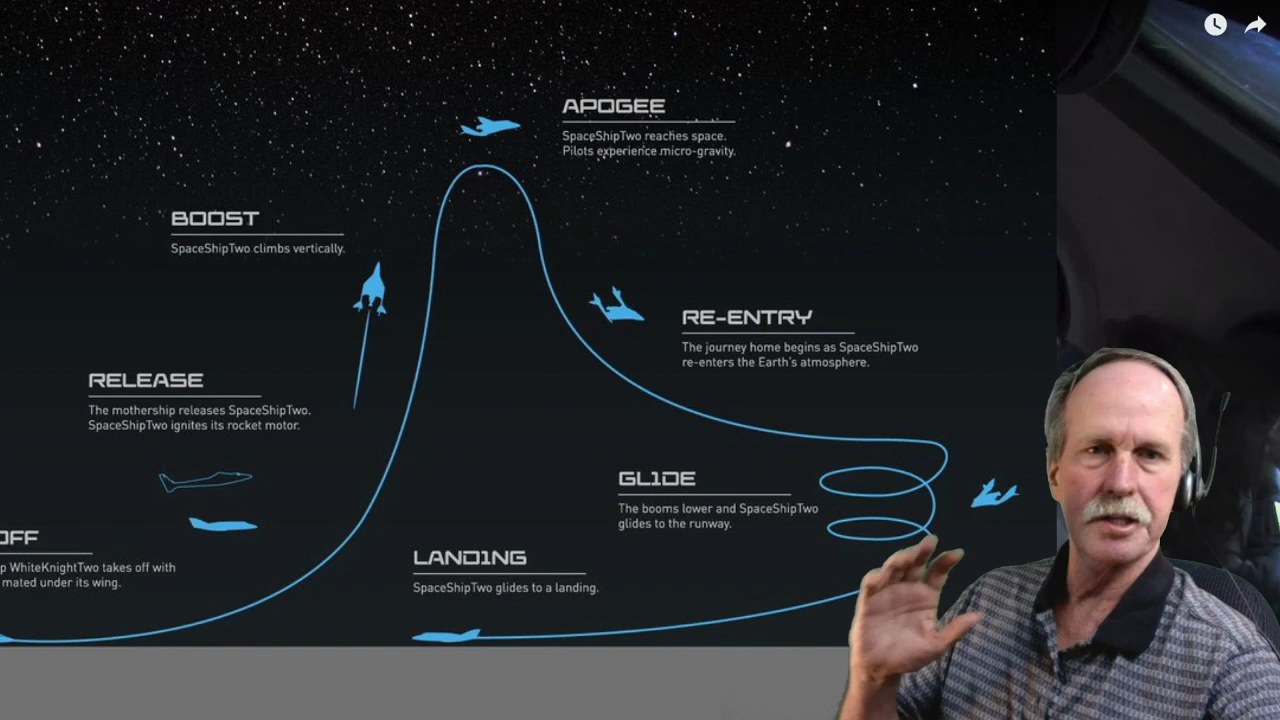 APOGEE
SpaceShipTwo reaches space.
Pilots experience micro-gravity.
BOOST
SpaceShipTwo climbs vertically.
RE-ENTRY
The journey home begins as SpaceShipTwo
re-enters the Earth's atmosphere.
RELEASE
The mothership releases SpaceShipTwo.
SpaceShipTwo ignites its rocket motor.
GL1DE
The booms lower and SpaceShipTwo
glides to the runway.
OFF
p WhiteKnightTwo takes off with
mated under its wing.
LAND1NG
SpaceShipTwo glides to a landing.